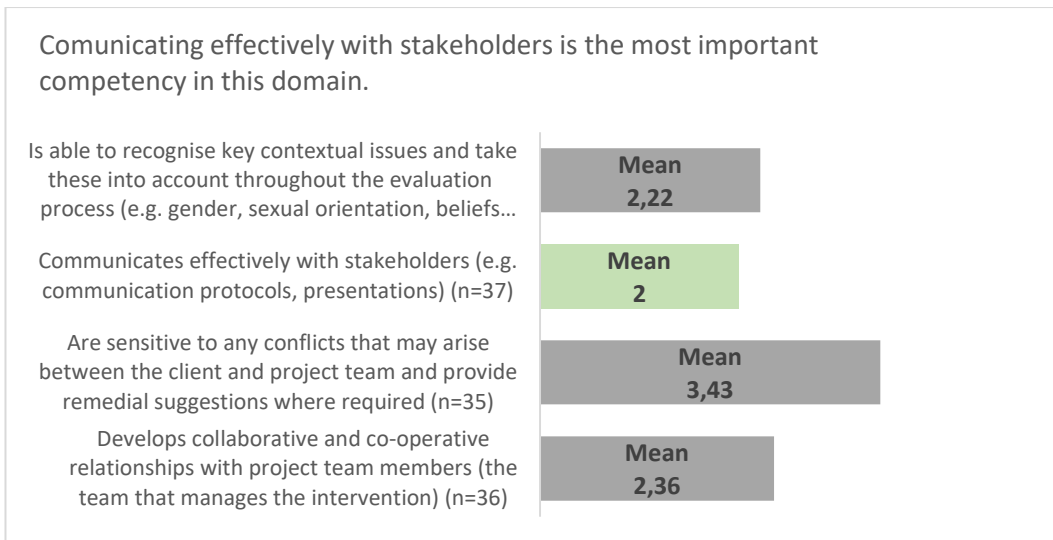 Comunicating effectively with stakeholders is the most important
competency in this domain.
Is able to recognise key contextual issues and take
these into account throughout the evaluation
process (e.g. gender, sexual orientation, beliefs…
Mean
2,22
Communicates effectively with stakeholders (e.g.
communication protocols, presentations) (n=37)
Mean
2
Are sensitive to any conflicts that may arise
between the client and project team and provide
remedial suggestions where required (n=35)
Mean
3,43
Develops collaborative and co-operative
relationships with project team members (the
team that manages the intervention) (n=36)
Mean
2,36